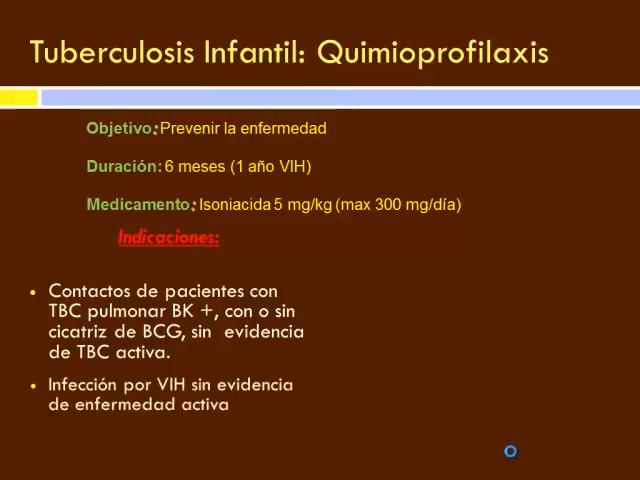 Tuberculosis Infantil: Quimioprofilaxis
Objetivo: Prevenir la enfermedad
Duración: 6 meses (1 año VIH)
Medicamento: Isoniacida 5 mg/kg (max 300 mg/día)
Indicaciones:
• Contactos de pacientes con
TBC pulmonar BK +, con o sin
cicatriz de BCG, sin evidencia
de TBC activa.
• Infección por VIH sin evidencia
de enfermedad activa